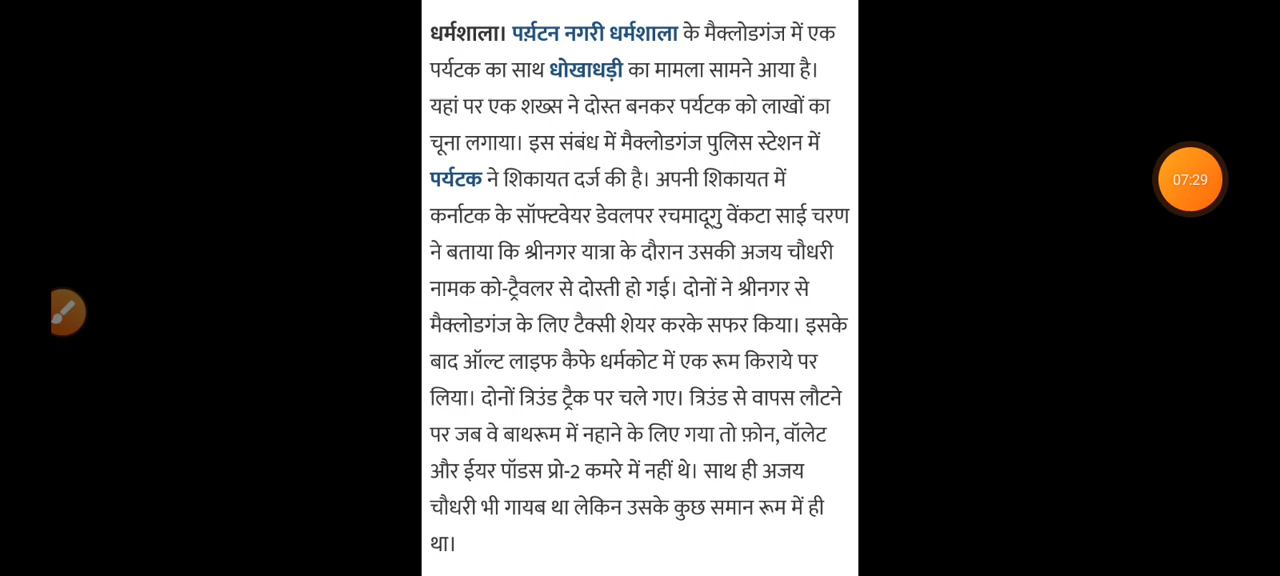 धर्मशाला। पर्य़टन नगरी धर्मशाला के मैक्लोडगंज में एक
पर्यटक का साथ धोखाधड़ी का मामला सामने आया है।
यहां पर एक शख्स ने दोस्त बनकर पर्यटक को लाखों का
चूना लगाया। इस संबंध में मैक्लोडगंज पुलिस स्टेशन में
पर्यटक ने शिकायत दर्ज की है। अपनी शिकायत में
07:29
कर्नाटक के सॉफ्टवेयर डेवलपर रचमादूगु वेंकटा साई चरण
ने बताया कि श्रीनगर यात्रा के दौरान उसकी अजय चौधरी
नामक को-ट्रैवलर से दोस्ती हो गई। दोनों ने श्रीनगर से
मैक्लोडगंज के लिए टैक्सी शेयर करके सफर किया। इसके
बाद ऑल्ट लाइफ कैफे धर्मकोट में एक रूम किराये पर
लिया। दोनों त्रिउंड ट्रैक पर चले गए। त्रिउंड से वापस लौटने
पर जब वे बाथरूम में नहाने के लिए गया तो फ़ोन, वॉलेट
और ईयर पॉडस प्रो-2 कमरे में नहीं थे। साथ ही अजय
चौधरी भी गायब था लेकिन उसके कुछ समान रूम में ही
था।